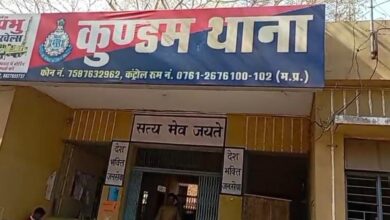 कुण्डम थाना
फोन नं. 7587632962, कंट्रोल रूम नं. 0761-2676100-102 (म.प्र.)
सत्य मेव जयते
देश
भक्ति
जनसेवा
देश
भक्ति
जनसेवा